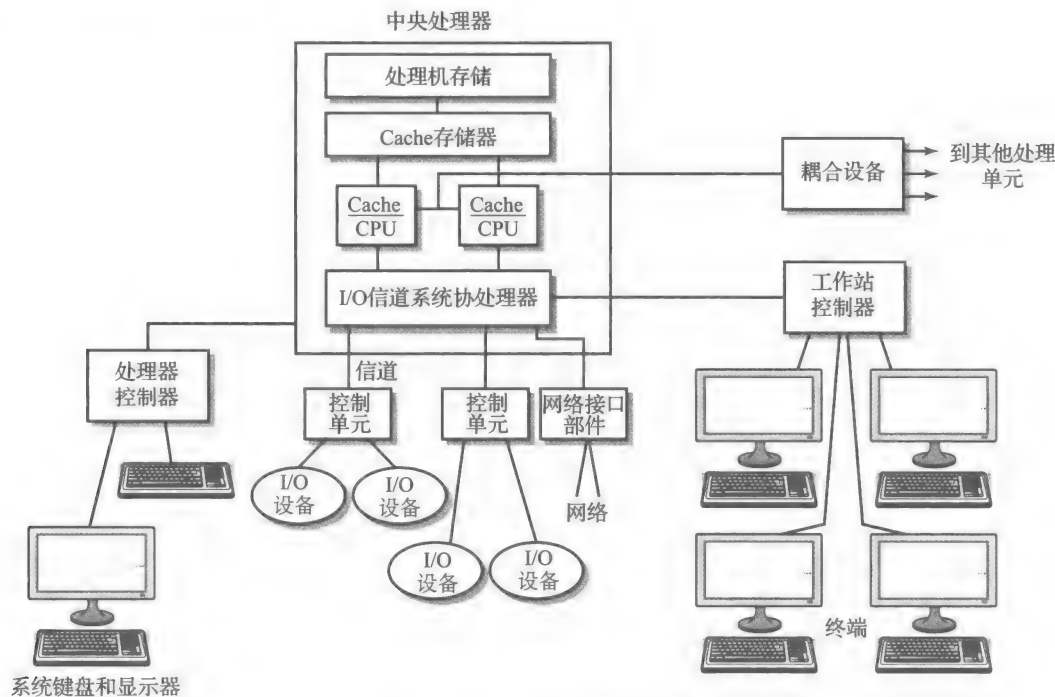 中央处理器
处理机存储
Cache存储器
Cache
CPU
Cache
CPU
I/O信道系统协处理器
耦合设备
到其他处理
单元
工作站
控制器
处理器
控制器
信道
控制
单元
控制
单元
网络接口
部件
I/O
设备
I/O
设备
网络
I/O
设备
I/O
设备
终端
系统键盘和显示器